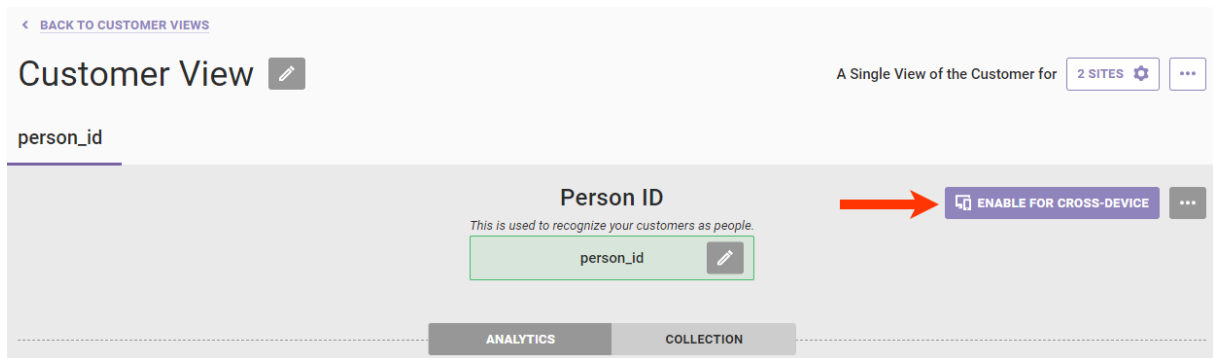 BACK TO CUSTOMER VIEWS
Customer View
A Single View of the Customer for
2 SITES
person_id
Person ID
ENABLE FOR CROSS-DEVICE
This is used to recognize your customers as people.
person_id
ANALYTICS
COLLECTION